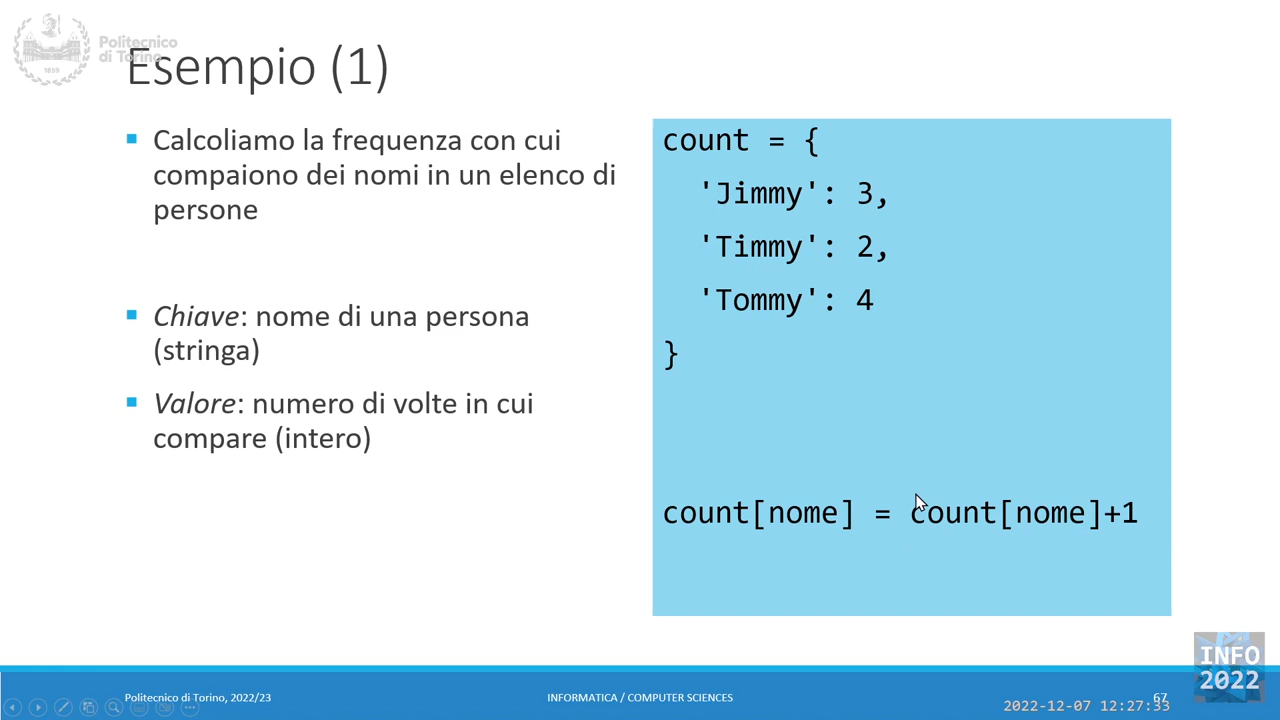 Politecnico
di Torino
Esempio (1)
▪ Calcoliamo la frequenza con cui
compaiono dei nomi in un elenco di
persone
▪ Chiave: nome di una persona
(stringa)
▪ Valore: numero di volte in cui
compare (intero)
count = {
'Jimmy': 3,
'Timmy': 2,
'Tommy': 4
}
count[nome] = count[nome]+1
Politecnico di Torino, 2022/23
INFORMATICA / COMPUTER SCIENCES
67
INFO
2022
2022-12-07 12:27:33